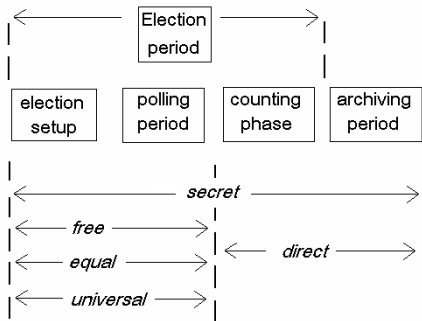 Election
period
election
setup
polling
period
counting
phase
archiving
period
secret
free
equal
direct
universal